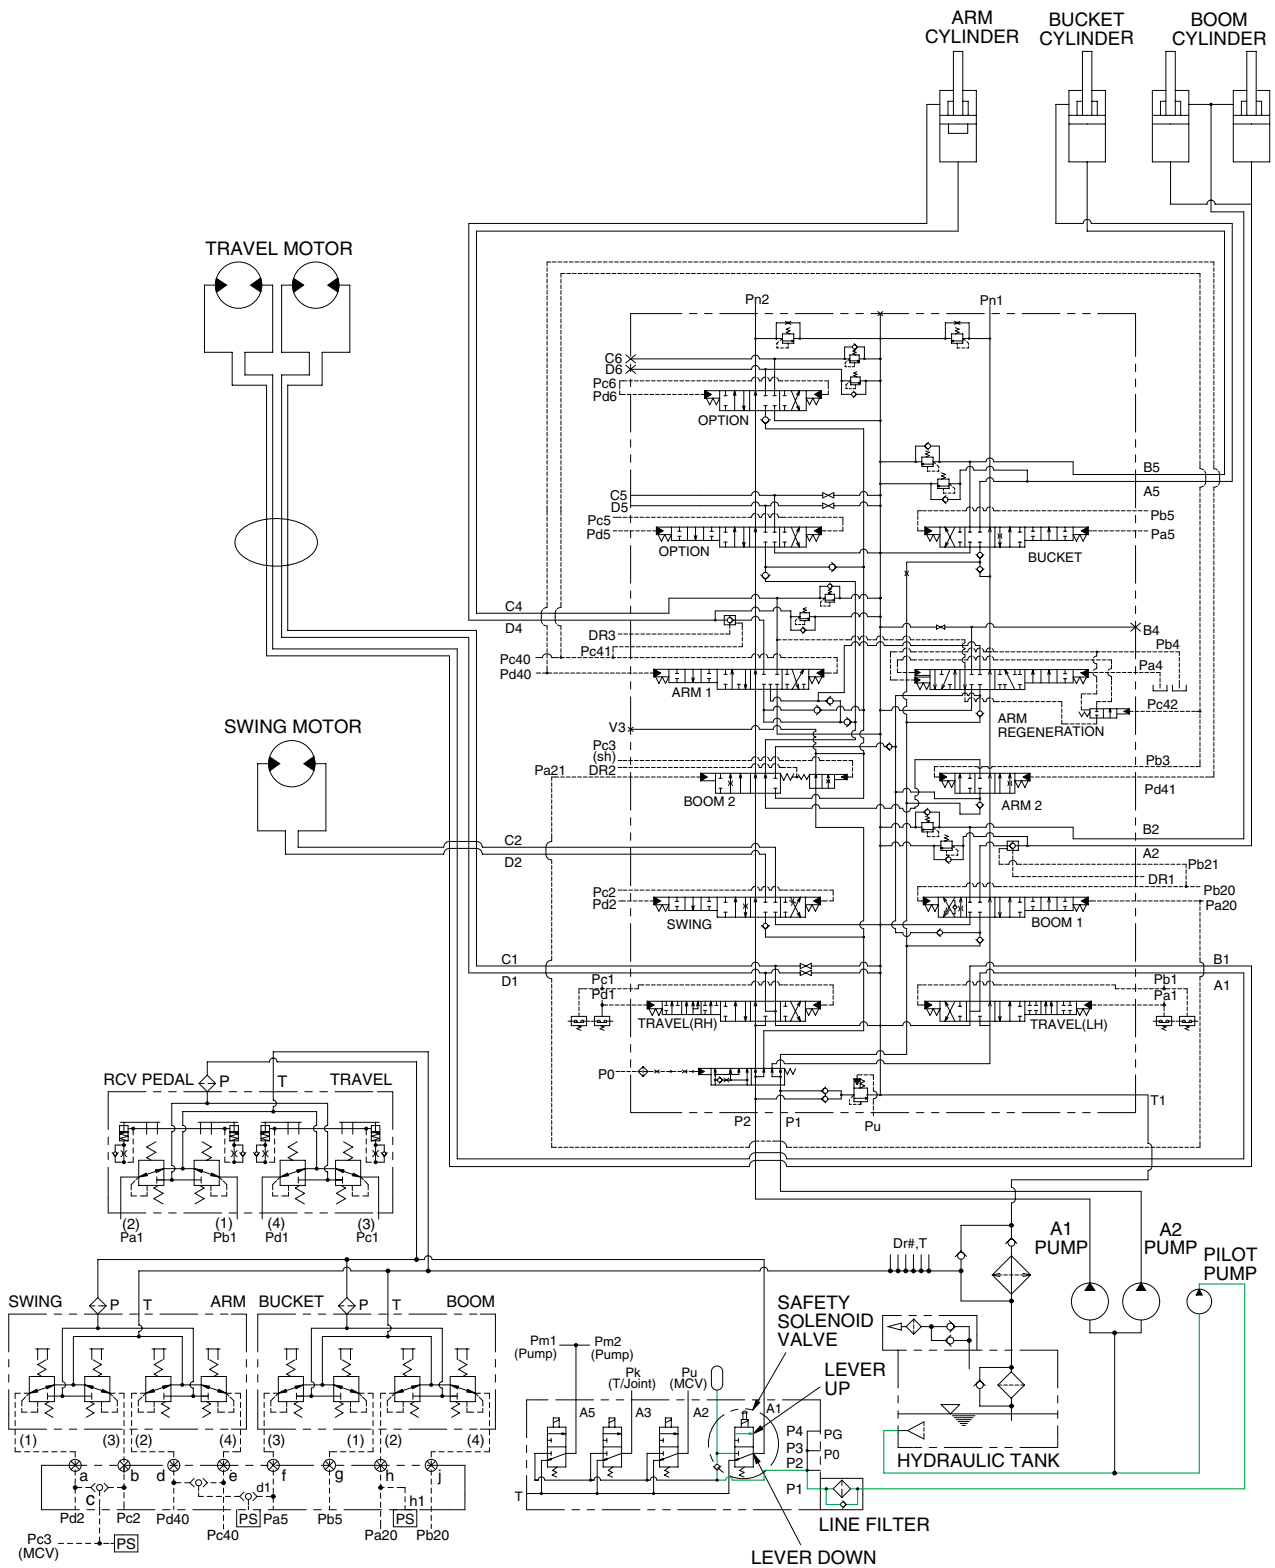 ARM
CYLINDER
BUCKET
CYLINDER
BOOM
CYLINDER
TRAVEL MOTOR
Pn2
Pn1
C6
D6
Pc6
Pd6
OPTION
B5
A5
C5
D5
Pc5
Pd5
OPTION
Pb5
Pa5
BUCKET
C4
D4
DR3
Pc41
Pc40
Pd40
ARM 1
B4
Pb4
Pa4
Pc42
ARM
REGENERATION
SWING MOTOR
V3
Pc3
(sh)
DR2
Pa21
BOOM 2
Pb3
Pd41
ARM 2
C2
D2
B2
A2
Pb21
DR1
Pc2
Pd2
SWING
Pb20
Pa20
BOOM 1
C1
D1
B1
A1
Pc1
Pd1
TRAVEL(RH)
Pb1
Pa1
TRAVEL(LH)
P0
P2
P1
Pu
T1
RCV PEDAL
P
T
TRAVEL
(2)
Pa1
(1)
Pb1
(4)
Pd1
(3)
Pc1
Dr#,T
A1
PUMP
A2
PUMP
PILOT
PUMP
SWING
P
T
ARM
BUCKET
P
T
BOOM
SAFETY
SOLENOID
VALVE
LEVER
UP
Pm1
(Pump)
Pm2
(Pump)
Pk
(T/Joint)
Pu
(MCV)
A5
A3
A2
A1
P4
P3
P2
P1
PG
P0
T
HYDRAULIC TANK
LINE FILTER
LEVER DOWN
(1)
(3)
(2)
(4)
(3)
(1)
(2)
(4)
a
b
d
e
f
g
h
j
c
d1
h1
Pd2
Pc2
Pd40
Pc40
PS
Pa5
Pb5
Pa20
PS
Pb20
Pc3
(MCV)
PS